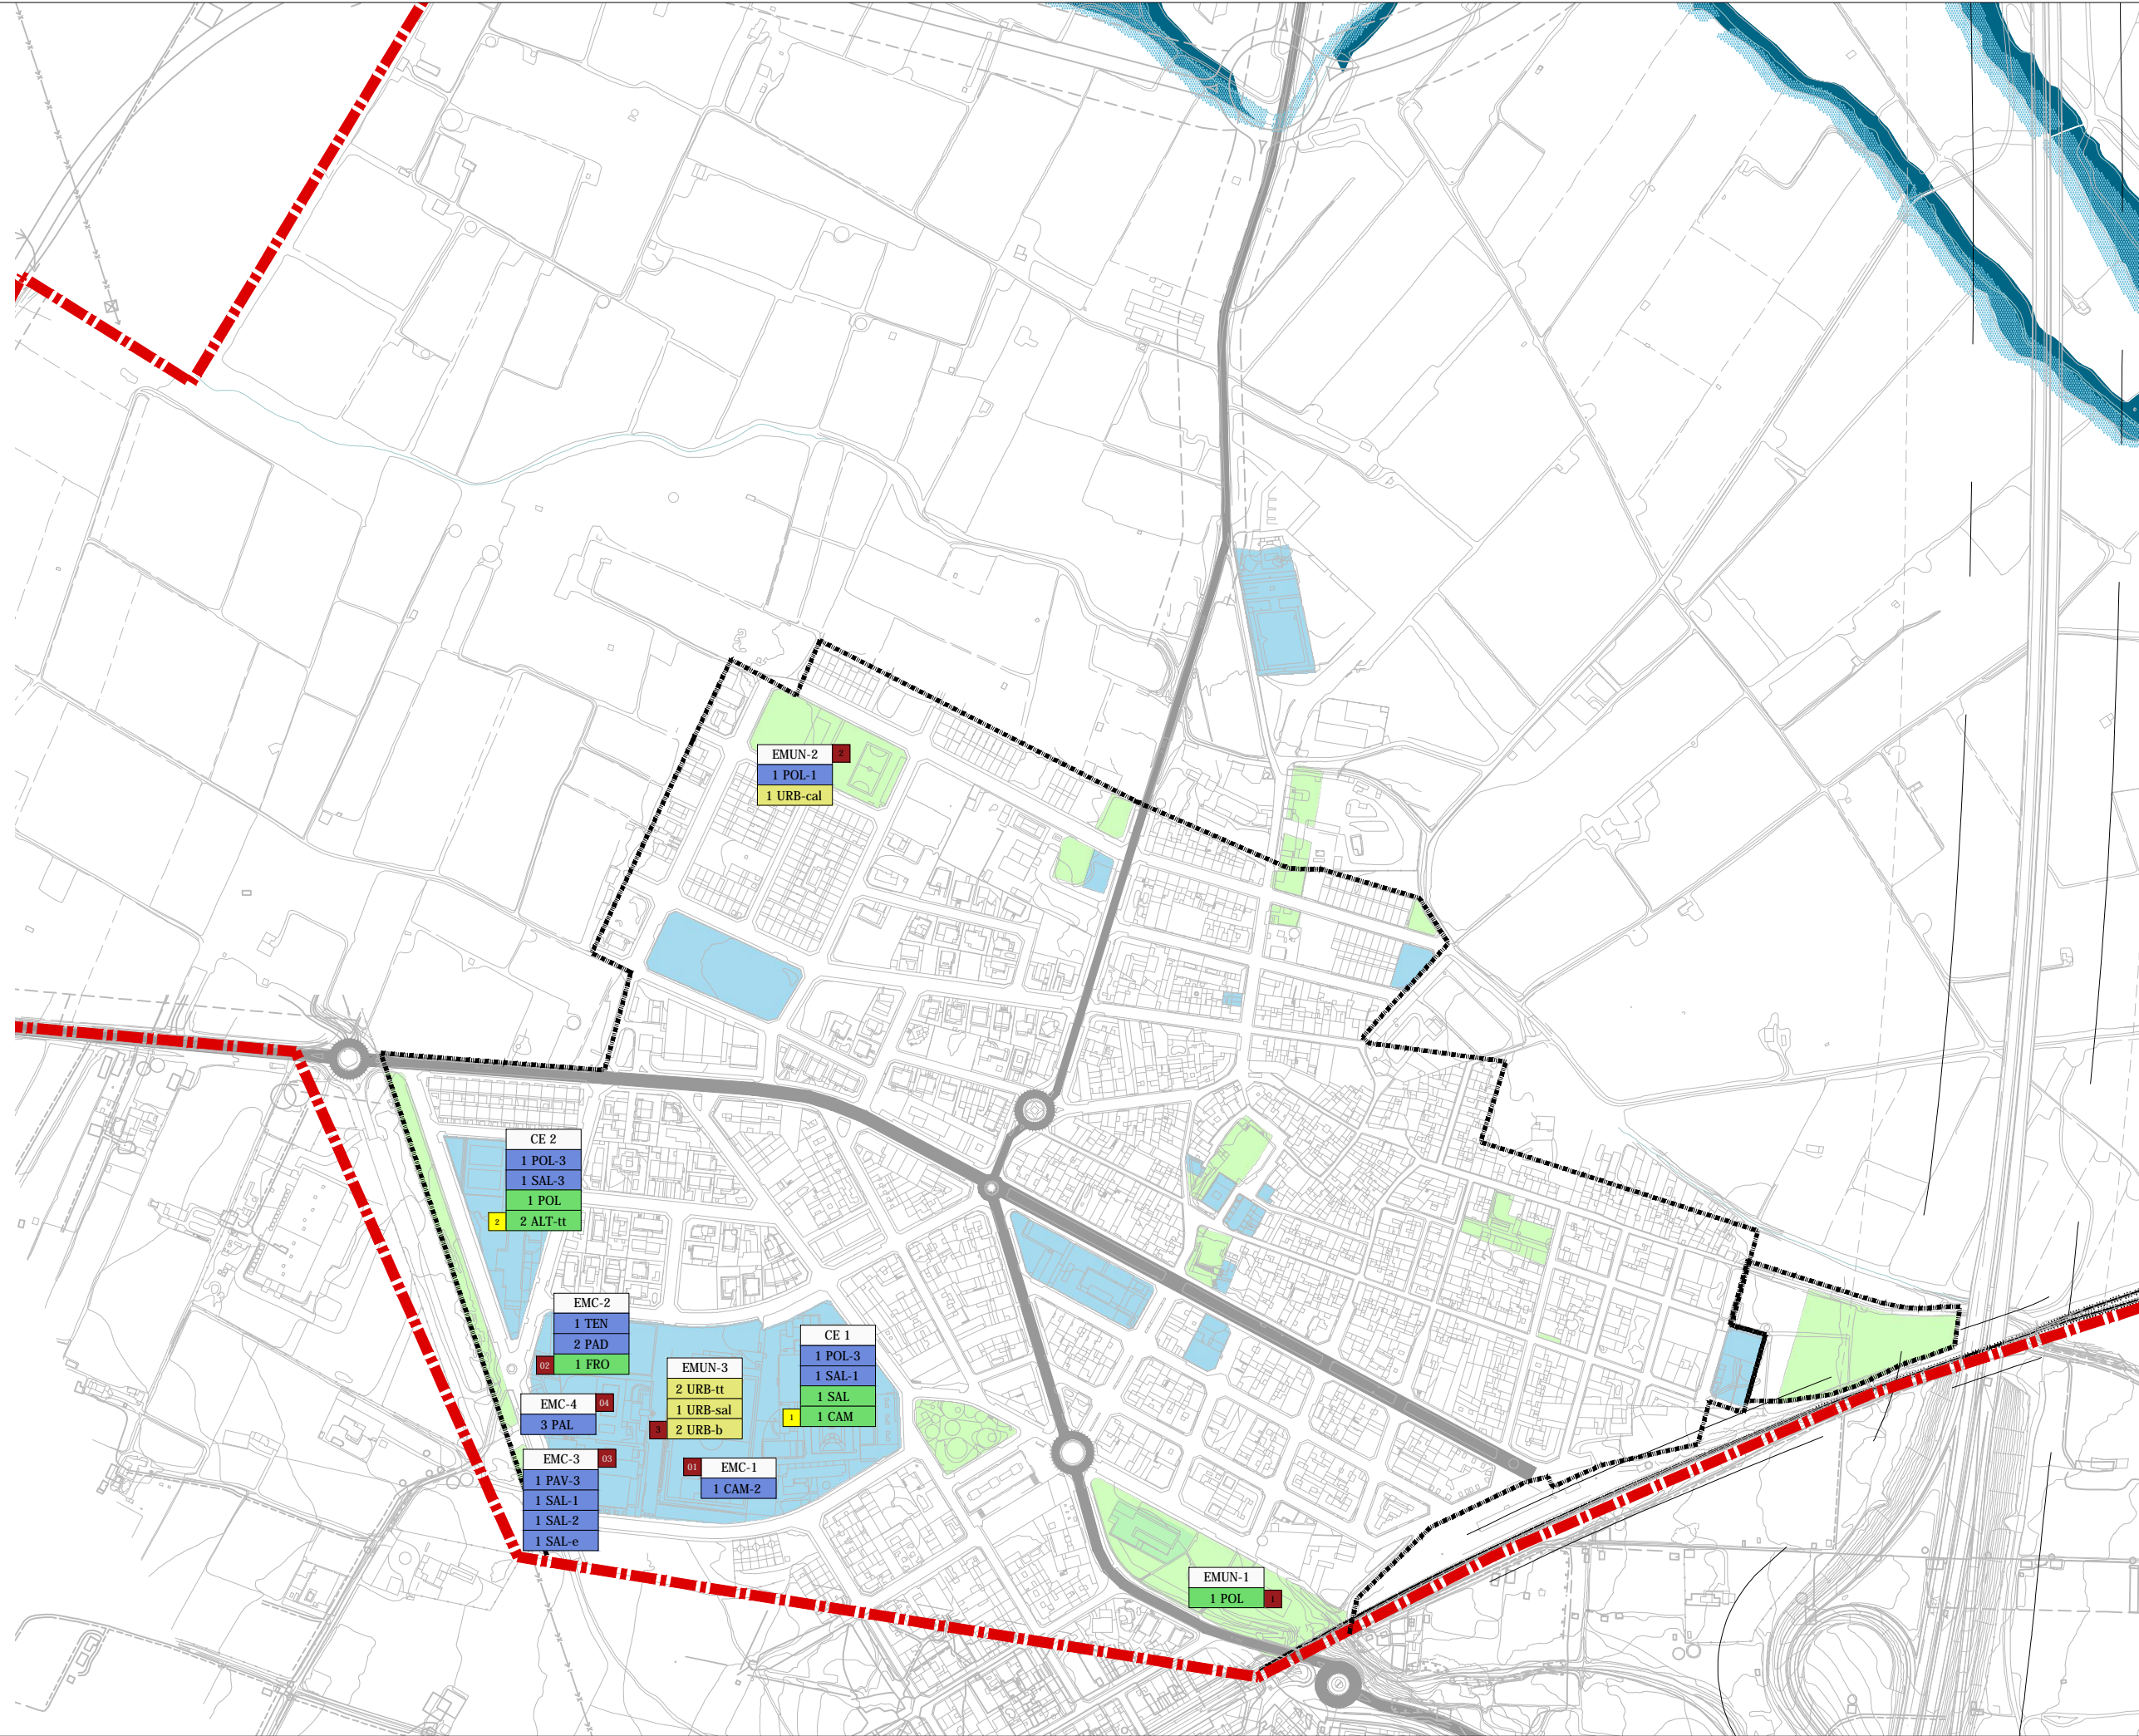 EMUN-2 2
1 POL-1
1 URB-cal
CE 2
1 POL-3
1 SAL-3
1 POL
2 2 ALT-tt
EMC-2
1 TEN
2 PAD
02 1 FRO
EMC-4 04
3 PAL
EMC-3 03
1 PAV-3
1 SAL-1
1 SAL-2
1 SAL-e
EMUN-3
2 URB-tt
1 URB-sal
3 2 URB-b
01 EMC-1
1 CAM-2
CE 1
1 POL-3
1 SAL-1
1 SAL
1 1 CAM
EMUN-1
1 POL 1